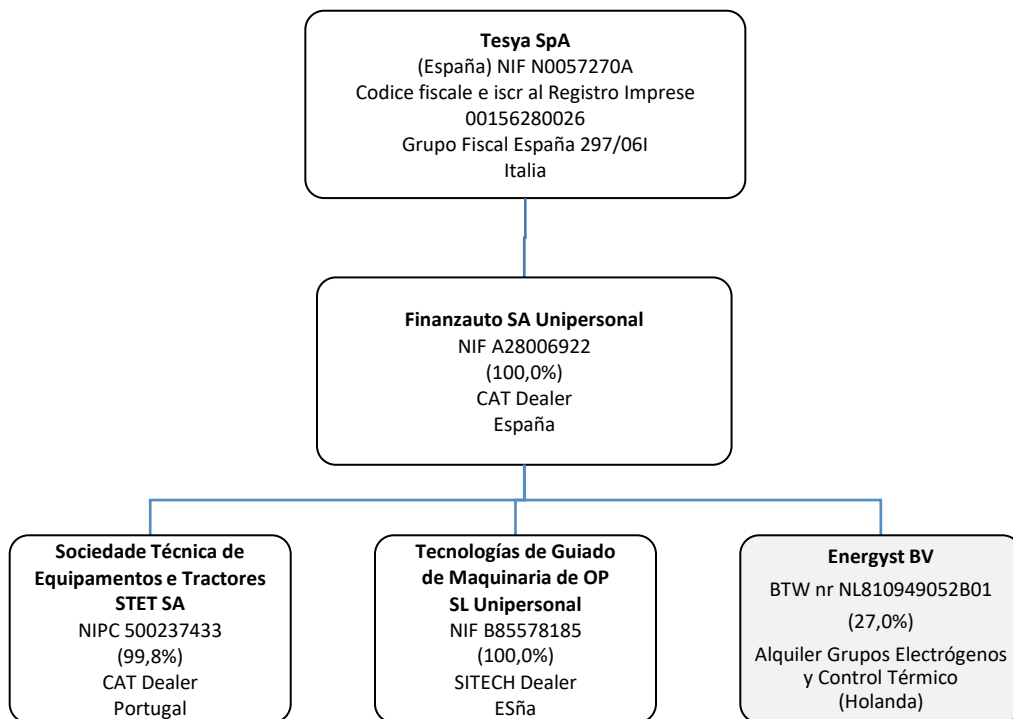 Tesya SpA
(España) NIF N0057270A
Codice fiscale e iscr al Registro Imprese
00156280026
Grupo Fiscal España 297/06I
Italia
Finanzauto SA Unipersonal
NIF A28006922
(100,0%)
CAT Dealer
España
Sociedade Técnica de
Equipamentos e Tractores
STET SA
NIPC 500237433
(99,8%)
CAT Dealer
Portugal
Tecnologías de Guiado
de Maquinaria de OP
SL Unipersonal
NIF B85578185
(100,0%)
SITECH Dealer
ESña
Energyst BV
BTW nr NL810949052B01
(27,0%)
Alquiler Grupos Electrógenos
y Control Térmico
(Holanda)